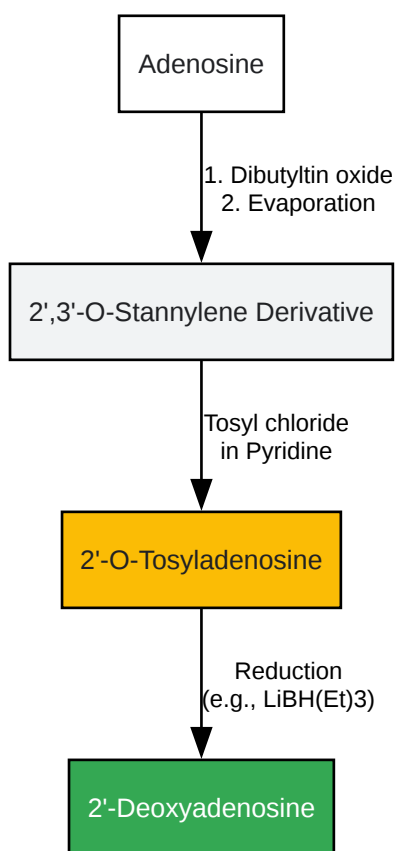 Adenosine
1. Dibutyltin oxide
2. Evaporation
2',3'-O-Stannylene Derivative
Tosyl chloride
in Pyridine
2'-O-Tosyladenosine
Reduction
(e.g., LiBH(Et)3)
2'-Deoxyadenosine